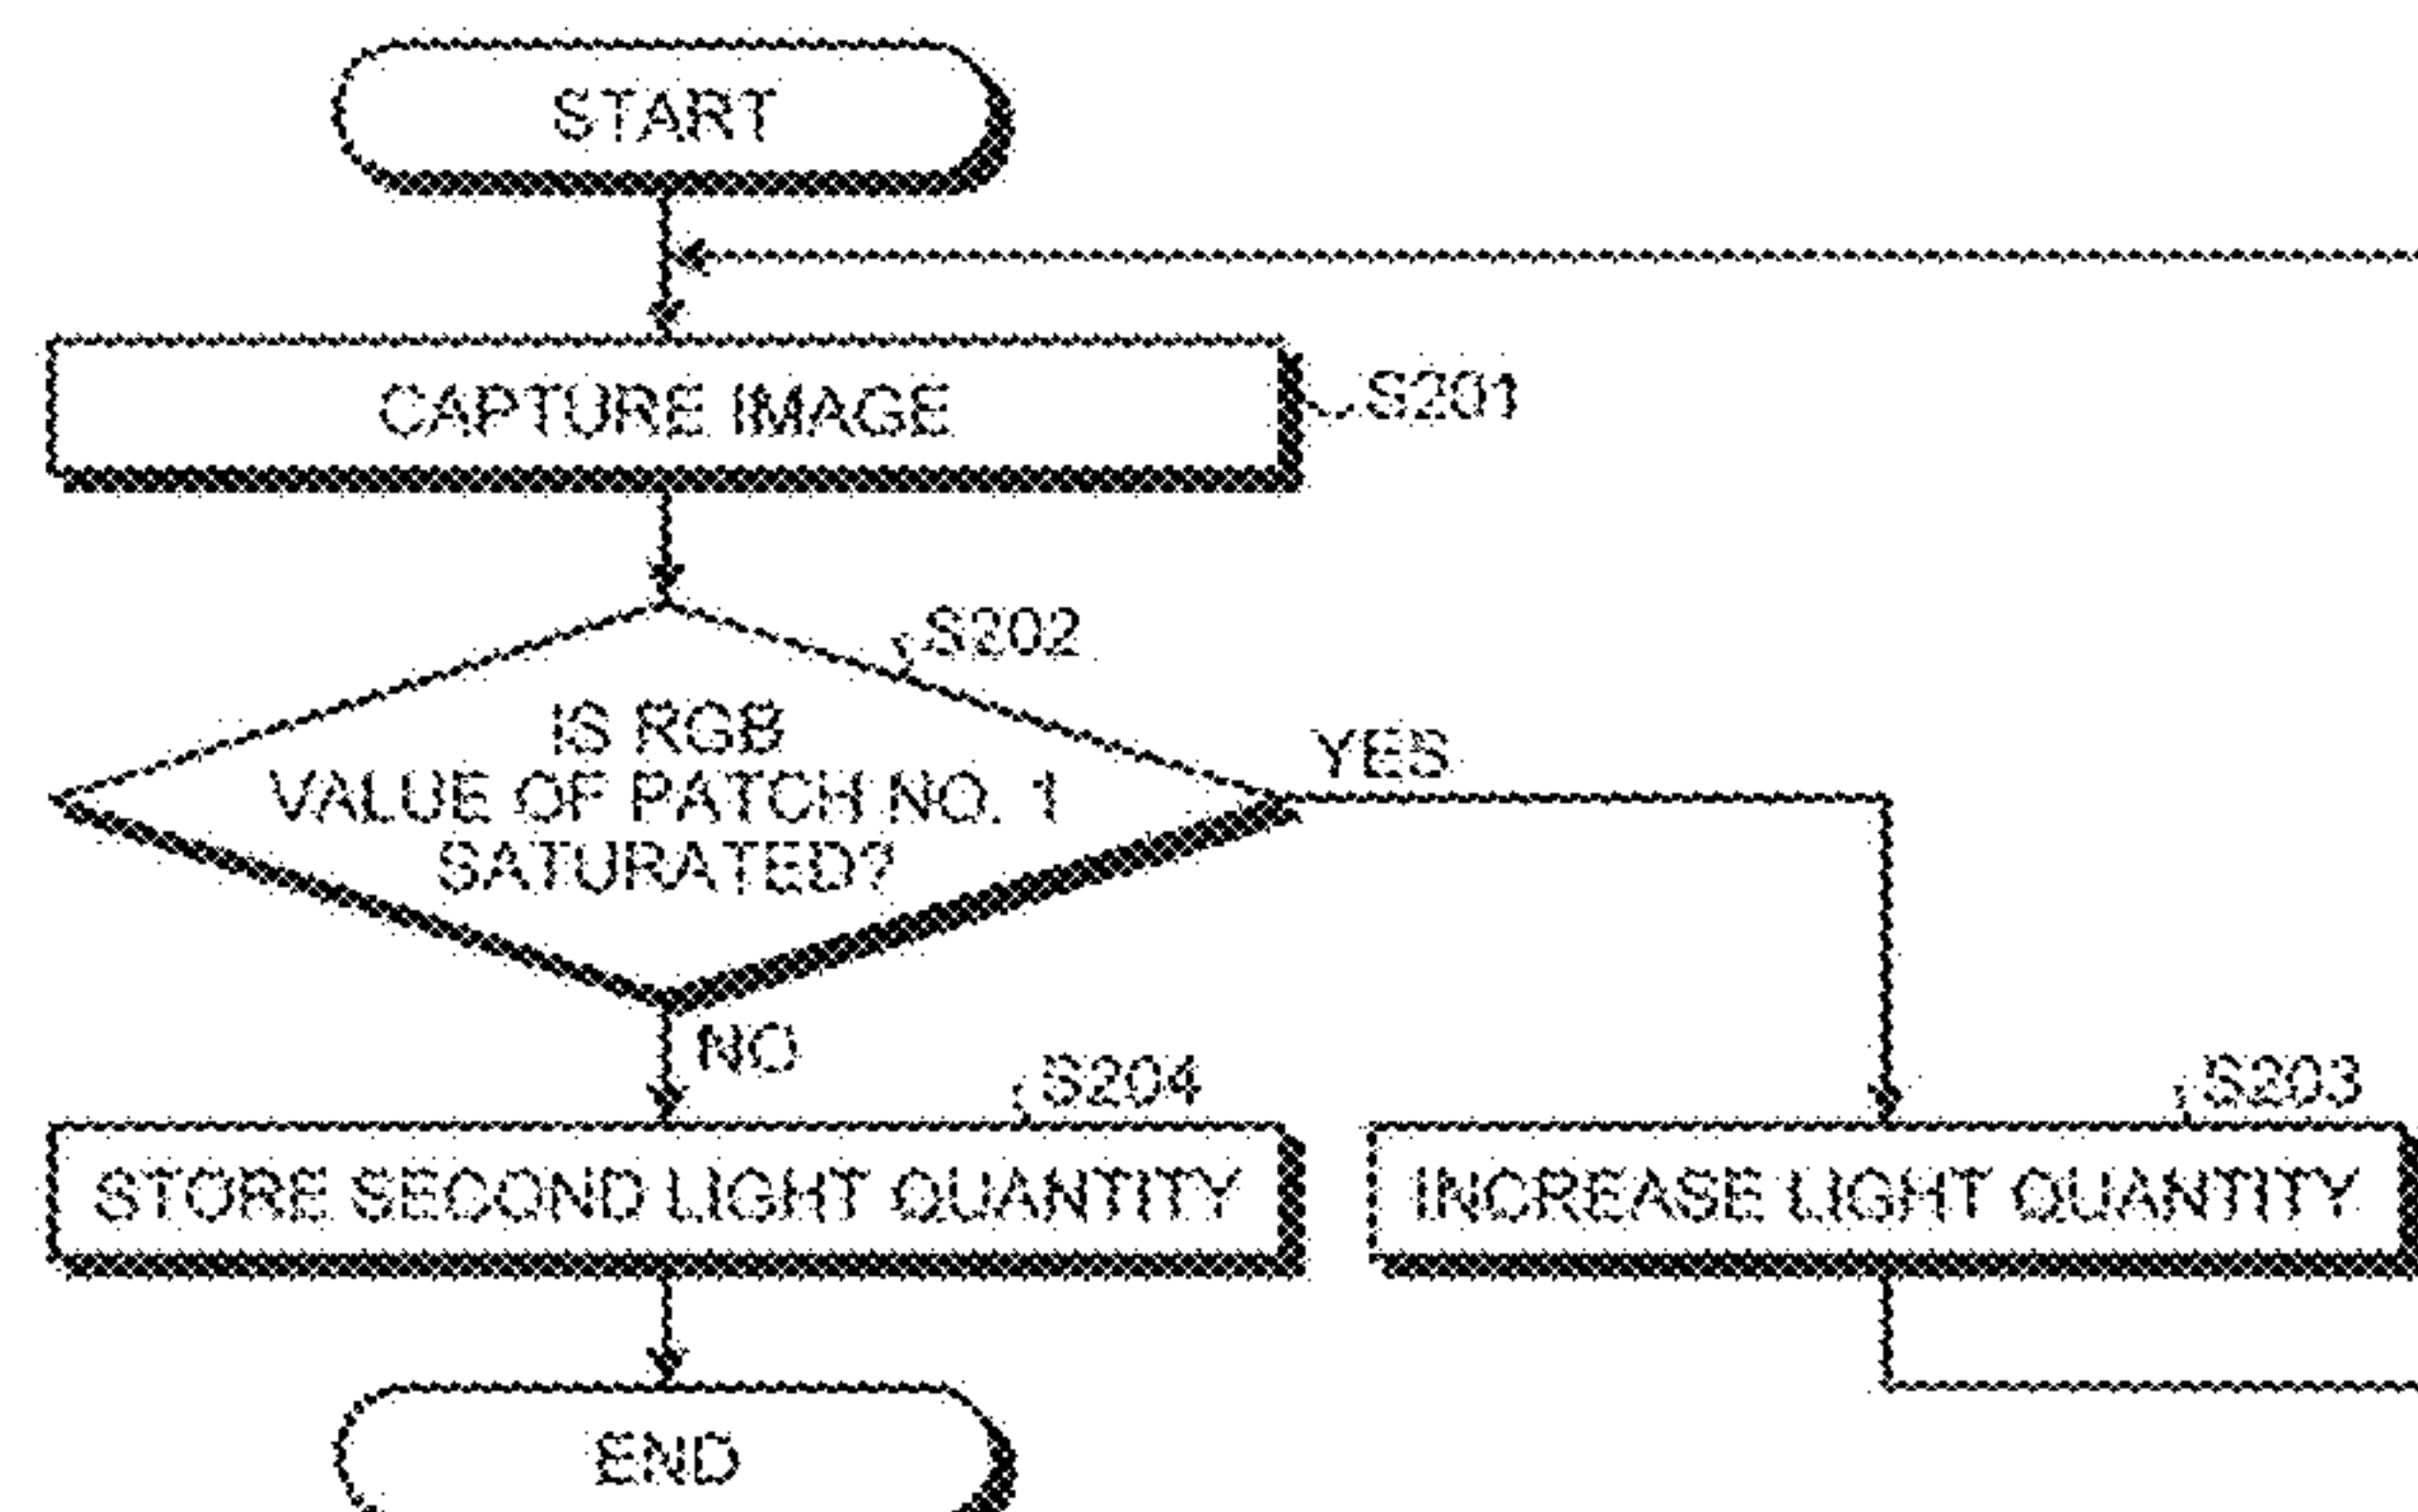 START
CAPTURE IMAGE
S201
S202
IS RGB
VALUE OF PATCH NO. 1
SATURATED?
YES
NO
S204
S203
STORE SECOND LIGHT QUANTITY
INCREASE LIGHT QUANTITY
END